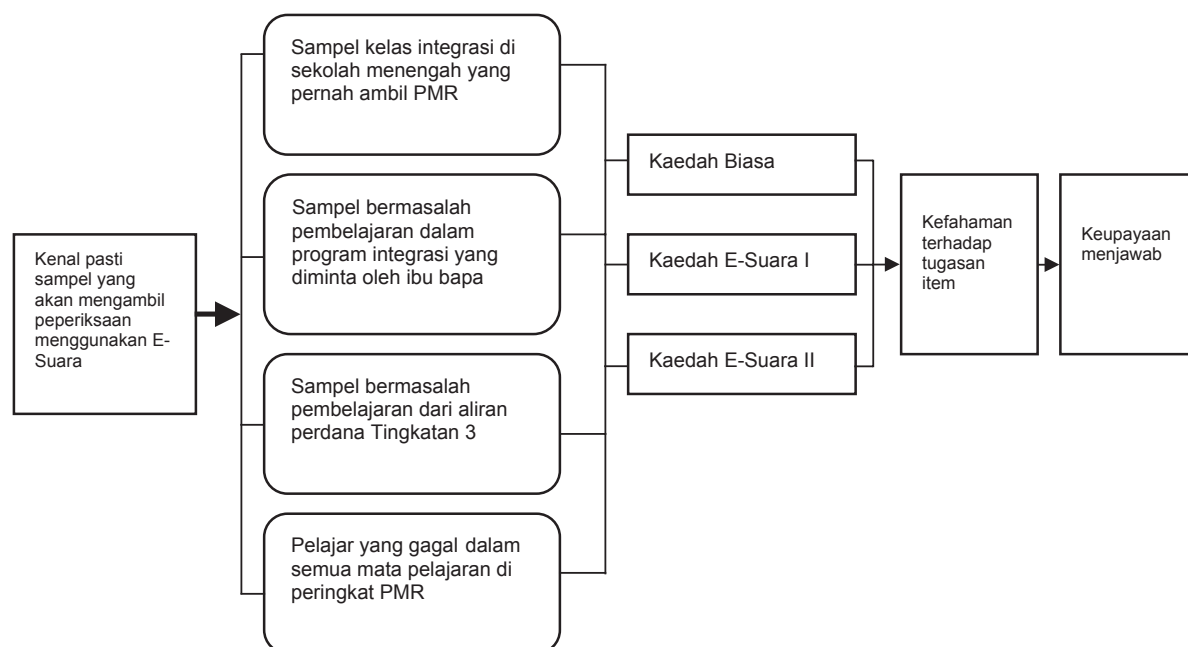 Kenal pasti
sampel yang
akan mengambil
peperiksaan
menggunakan E-
Suara
Sampel kelas integrasi di
sekolah menengah yang
pernah ambil PMR
Sampel bermasalah
pembelajaran dalam
program integrasi yang
diminta oleh ibu bapa
Sampel bermasalah
pembelajaran dari aliran
perdana Tingkatan 3
Pelajar yang gagal dalam
semua mata pelajaran di
peringkat PMR
Kaedah Biasa
Kaedah E-Suara I
Kaedah E-Suara II
Kefahaman
terhadap
tugasan
item
Keupayaan
menjawab